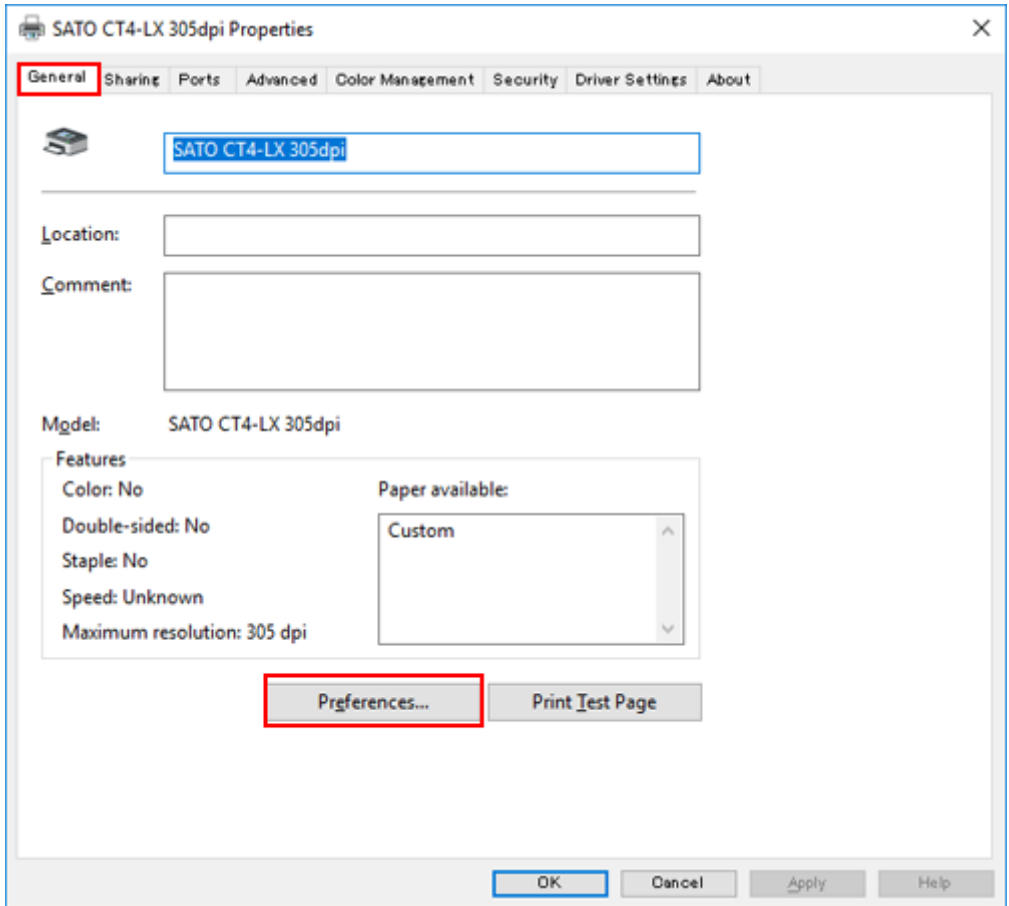 SATO CT4-LX 305dpi Properties
General Sharing Ports Advanced Color Management Security Driver Settings About
SATO CT4-LX 305dpi
Location:
Comment:
Model: SATO CT4-LX 305dpi
Features
Color: No Paper available:
Double-sided: No Custom
Staple: No
Speed: Unknown
Maximum resolution: 305 dpi
Preferences... Print Test Page
OK Cancel Apply Help